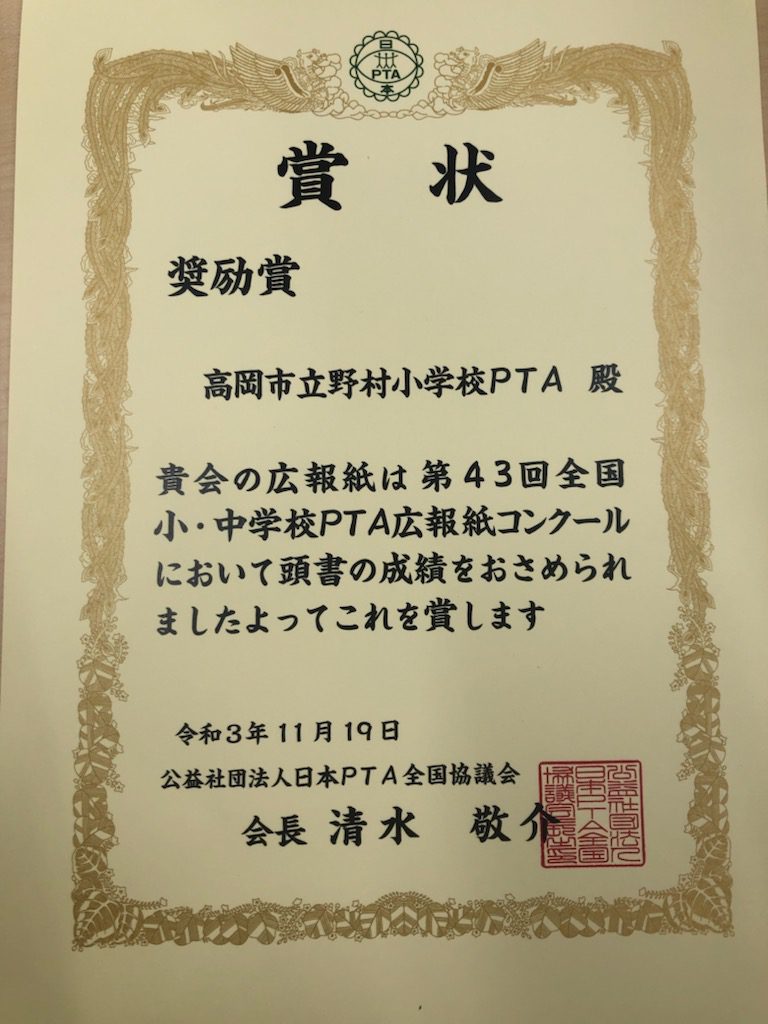 日
PTA
本
賞 状
奨励賞
高岡市立野村小学校PTA 殿
貴会の広報紙は第43回全国
小・中学校PTA広報紙コンクール
において頭書の成績をおさめられ
ましたよってこれを賞します
令和3年11月19日
公益社団法人日本PTA全国協議会
会長 清水 敬介